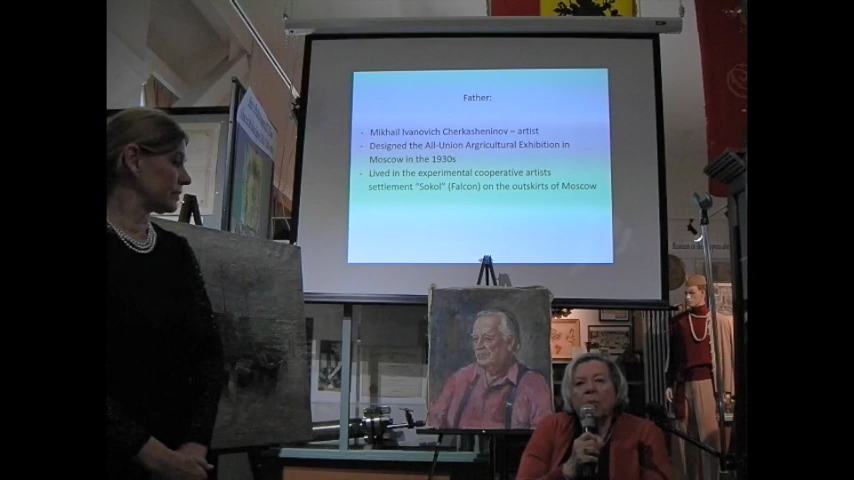 Father:
- Mikhail Ivanovich Cherkasheninov – artist
- Designed the All-Union Argricultural Exhibition in
Moscow in the 1930s
- Lived in the experimental cooperative artists
settlement "Sokol" (Falcon) on the outskirts of Moscow